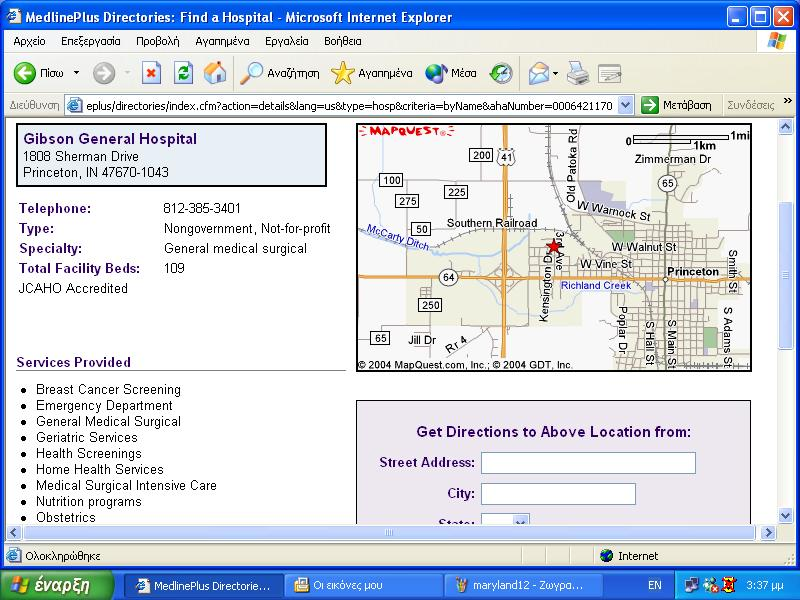 MedlinePlus Directories: Find a Hospital - Microsoft Internet Explorer
Αρχείο Επεξεργασία Προβολή Αγαπημένα Εργαλεία Βοήθεια
Πίσω Αναζήτηση Αγαπημένα Μέσα
Διεύθυνση eplus/directories/index.cfm?action=details&lang=us&type=hosp&criteria=byName&ahaNumber=0006421170 Μετάβαση Συνδέσεις »
Gibson General Hospital
1808 Sherman Drive
Princeton, IN 47670-1043
Telephone: 812-385-3401
Type: Nongovernment, Not-for-profit
Specialty: General medical surgical
Total Facility Beds: 109
JCAHO Accredited
Services Provided
Breast Cancer Screening
Emergency Department
General Medical Surgical
Geriatric Services
Health Screenings
Home Health Services
Medical Surgical Intensive Care
Nutrition programs
Obstetrics
MAPQUEST
0 1mi
1km
Zimmerman Dr
Old Patoka Rd
200 41
100
225
275
65
W Warnock St
Southern Railroad
50
McCarty Ditch
W Walnut St
3rd Ave
W Vine St
Smith St
Princeton
64
Kensington Dr
Richland Creek
250
65
Jill Dr
Rr 4
Poplar Dr
S Hall St
S Main St
S Adams St
© 2004 MapQuest.com, Inc.; © 2004 GDT, Inc.
Get Directions to Above Location from:
Street Address:
City:
State:
Ολοκληρώθηκε Internet
έναρξη MedlinePlus Directorie... Οι εικόνες μου maryland12 - Ζωγρα... EN 3:37 μμ